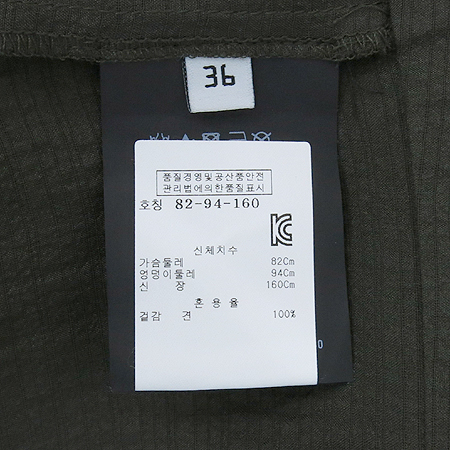 36
품질경영및공산품안전
관리법에의한품질표시
호칭 82-94-160
신체치수
가슴둘레 82Cm
엉덩이둘레 94Cm
신 장 160Cm
혼용율
겉감 견 100%
0